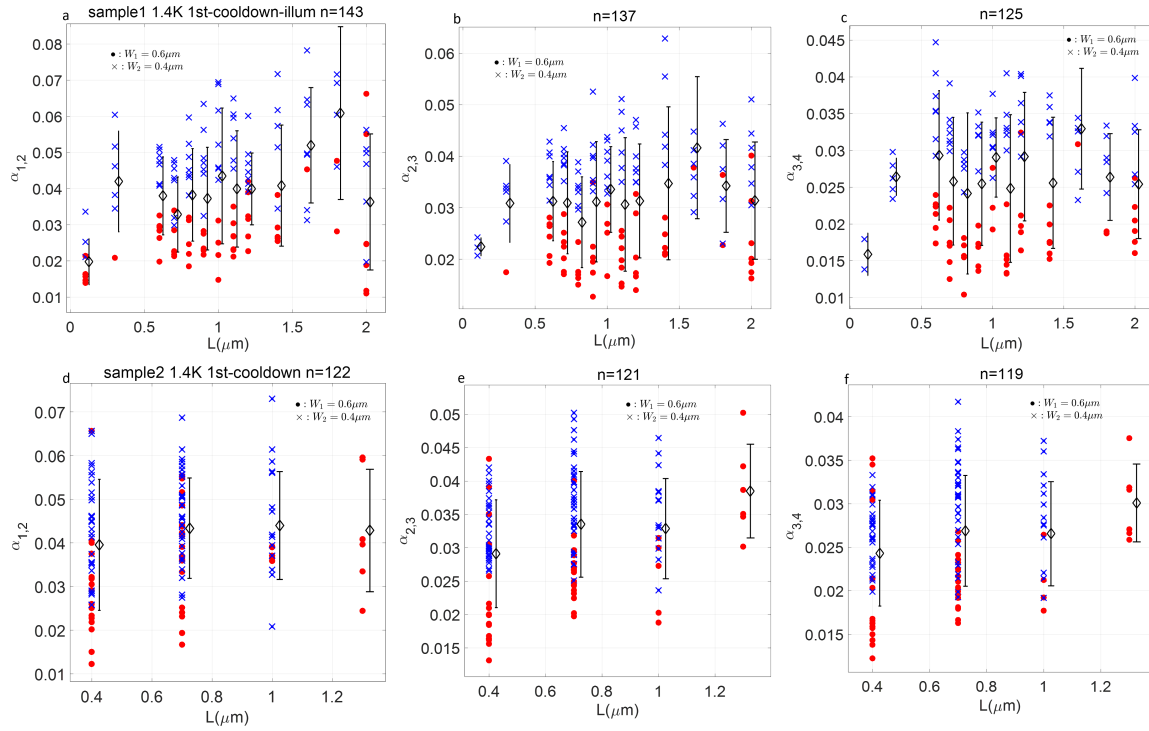 a
sample1 1.4K 1st-cooldown-illum n=143
● : W₁ = 0.6μm
× : W₂ = 0.4μm
α₁,₂
0.08
0.07
0.06
0.05
0.04
0.03
0.02
0.01
0 0.5 1 1.5 2
L(μm)
b
n=137
● : W₁ = 0.6μm
× : W₂ = 0.4μm
α₂,₃
0.06
0.05
0.04
0.03
0.02
0 0.5 1 1.5 2
L(μm)
c
n=125
● : W₁ = 0.6μm
× : W₂ = 0.4μm
α₃,₄
0.045
0.04
0.035
0.03
0.025
0.02
0.015
0.01
0 0.5 1 1.5 2
L(μm)
d
sample2 1.4K 1st-cooldown n=122
● : W₁ = 0.6μm
× : W₂ = 0.4μm
α₁,₂
0.07
0.06
0.05
0.04
0.03
0.02
0.01
0.4 0.6 0.8 1 1.2
L(μm)
e
n=121
● : W₁ = 0.6μm
× : W₂ = 0.4μm
α₂,₃
0.05
0.045
0.04
0.035
0.03
0.025
0.02
0.015
0.4 0.6 0.8 1 1.2
L(μm)
f
n=119
● : W₁ = 0.6μm
× : W₂ = 0.4μm
α₃,₄
0.04
0.035
0.03
0.025
0.02
0.015
0.4 0.6 0.8 1 1.2
L(μm)